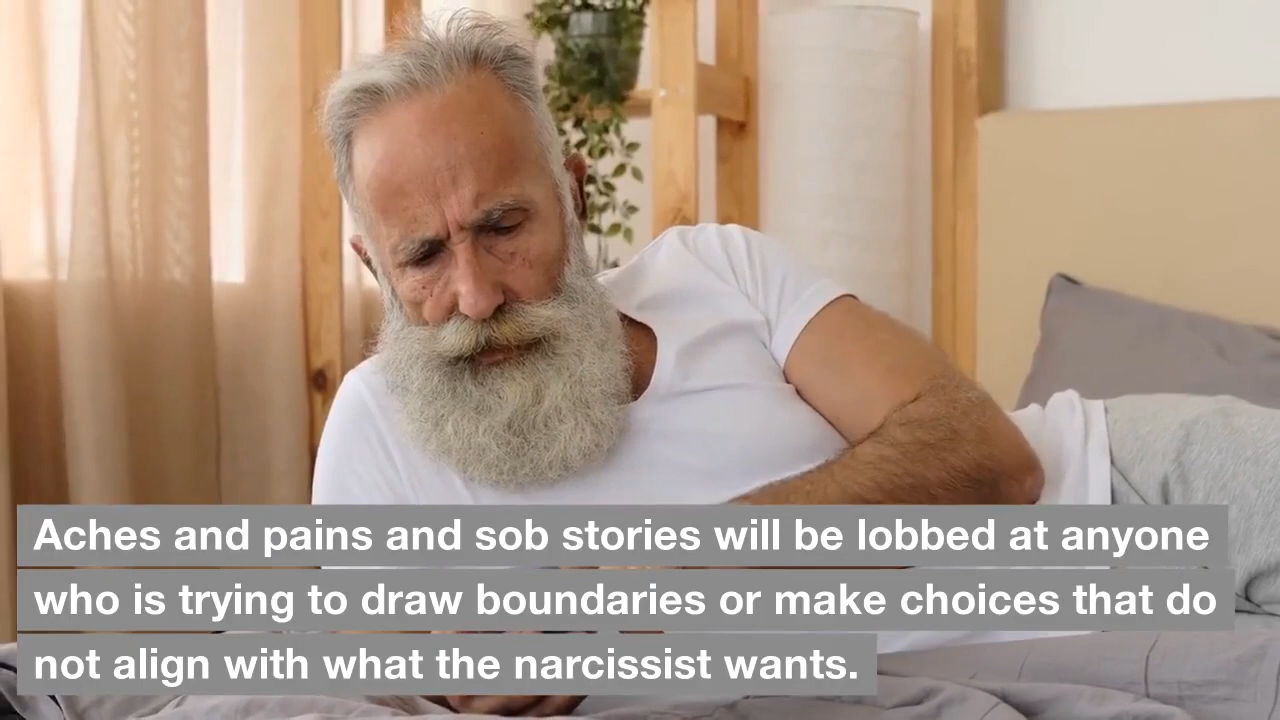 Aches and pains and sob stories will be lobbed at anyone
who is trying to draw boundaries or make choices that do
not align with what the narcissist wants.